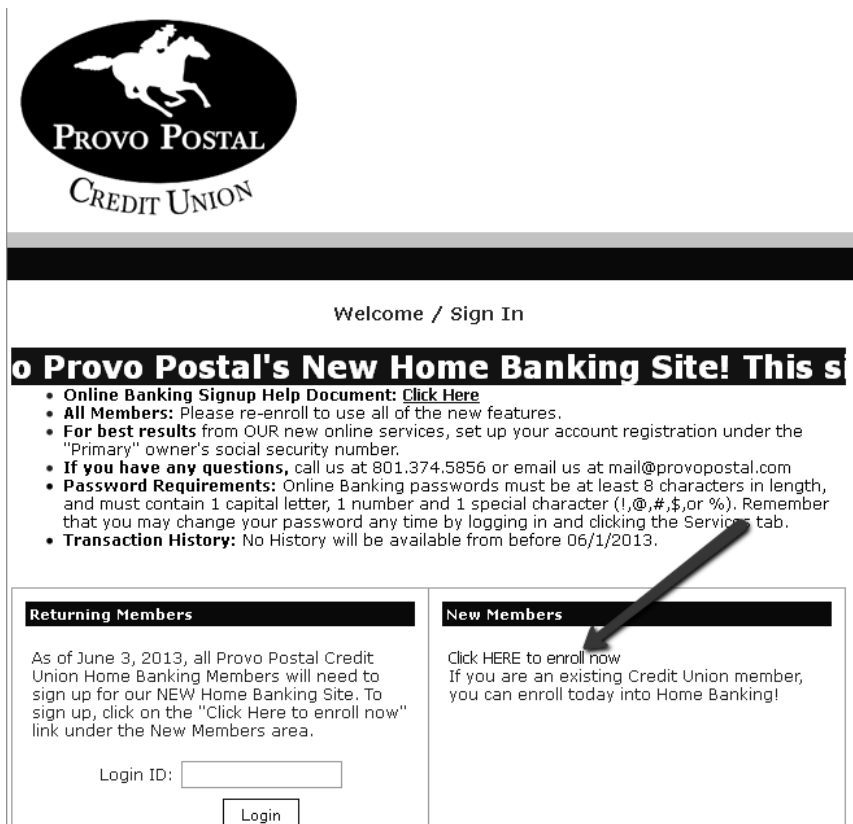 PROVO POSTAL
CREDIT UNION
Welcome / Sign In
o Provo Postal's New Home Banking Site! This si
• Online Banking Signup Help Document: Click Here
• All Members: Please re-enroll to use all of the new features.
• For best results from OUR new online services, set up your account registration under the
"Primary" owner's social security number.
• If you have any questions, call us at 801.374.5856 or email us at mail@provopostal.com
• Password Requirements: Online Banking passwords must be at least 8 characters in length,
and must contain 1 capital letter, 1 number and 1 special character (!,@,#,$,or %). Remember
that you may change your password any time by logging in and clicking the Services tab.
• Transaction History: No History will be available from before 06/1/2013.
Returning Members
As of June 3, 2013, all Provo Postal Credit
Union Home Banking Members will need to
sign up for our NEW Home Banking Site. To
sign up, click on the "Click Here to enroll now"
link under the New Members area.
Login ID:
Login
New Members
Click HERE to enroll now
If you are an existing Credit Union member,
you can enroll today into Home Banking!